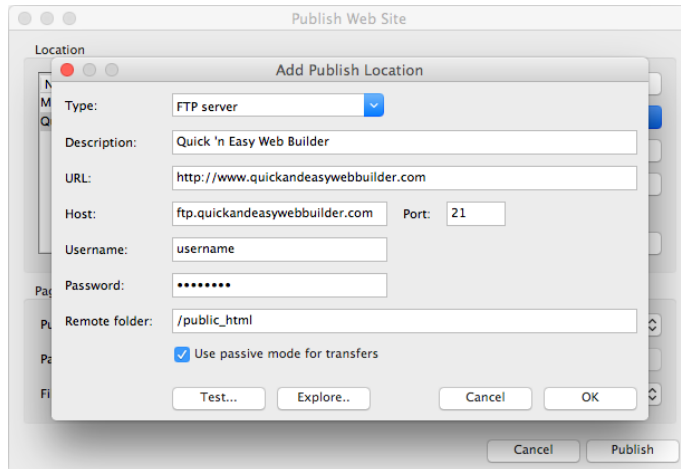 Publish Web Site
Location
Add Publish Location
Type: FTP server
Description: Quick 'n Easy Web Builder
URL: http://www.quickandeasywebbuilder.com
Host: ftp.quickandeasywebbuilder.com Port: 21
Username: username
Password: ••••••••
Remote folder: /public_html
Use passive mode for transfers
Test... Explore.. Cancel OK
Cancel Publish